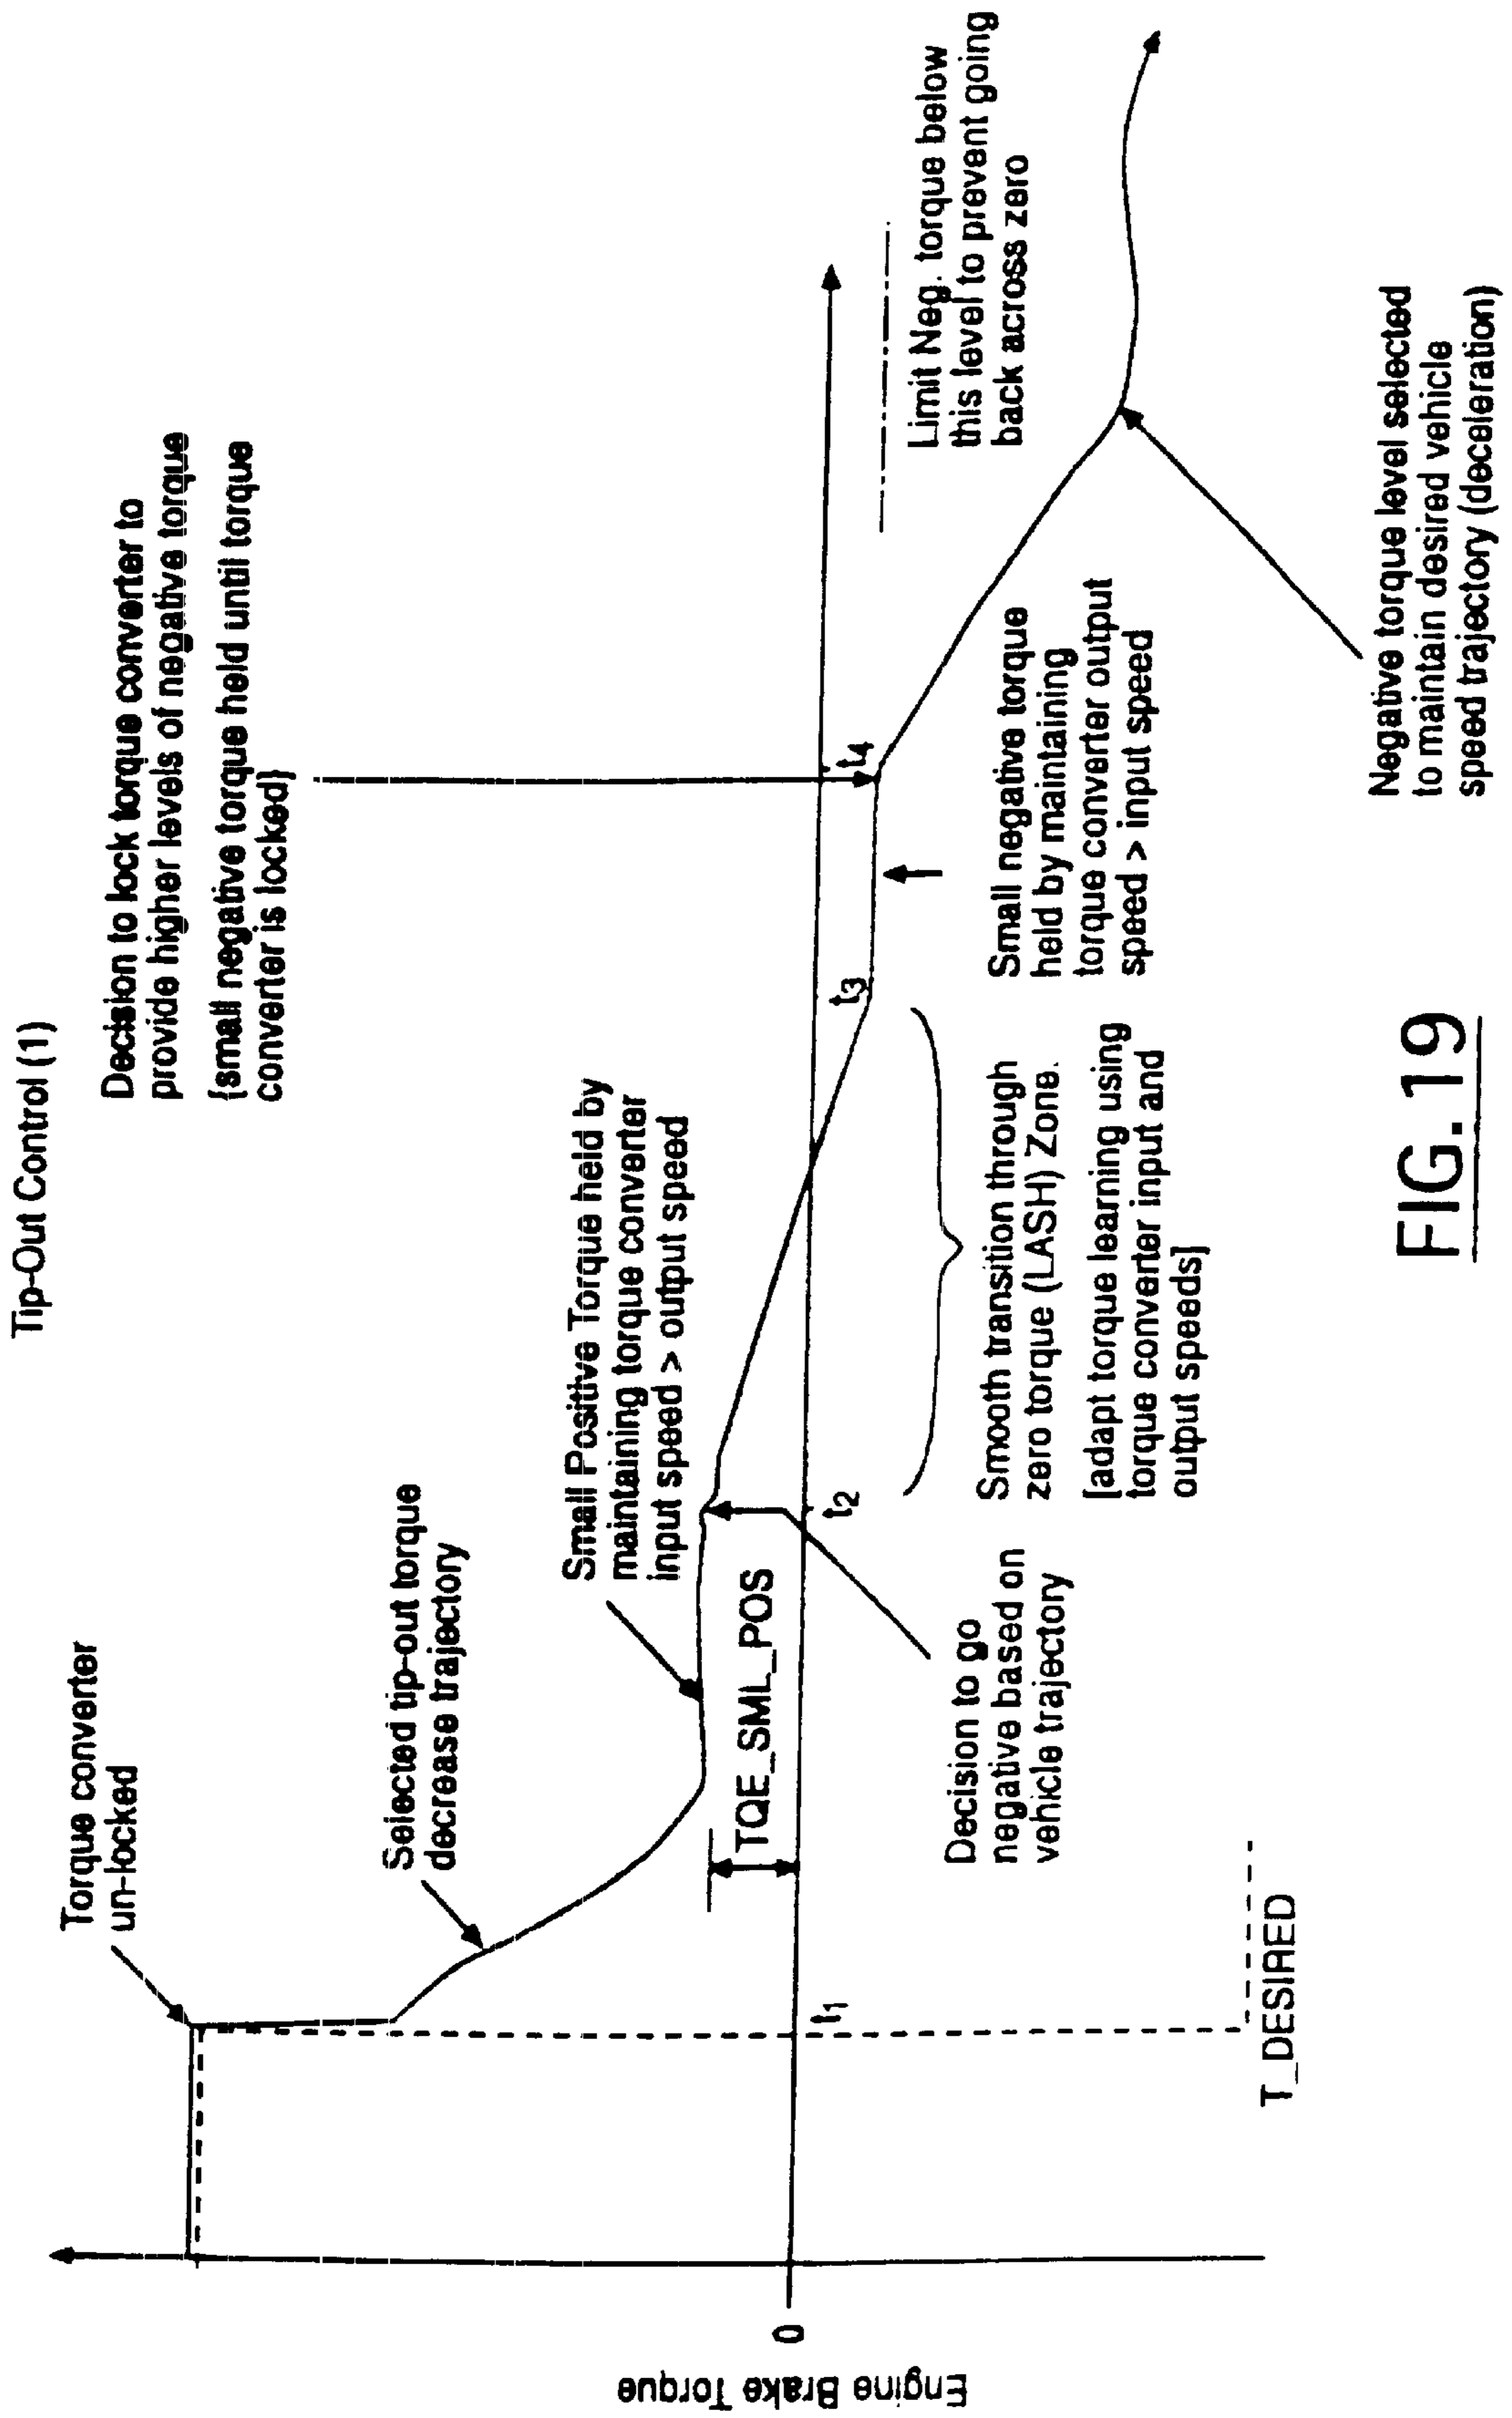 Tip-Out Control (1)
Torque converter
un-locked
Decision to lock torque converter to
provide higher levels of negative torque
{small negative torque held until torque
converter is locked}
Selected tip-out torque
decrease trajectory
Small Positive Torque held by
maintaining torque converter
input speed > output speed
Engine Brake Torque
0
TQE_SML_POS
t1
t2
t3
t4
Limit Neg. torque below
this level to prevent going
back across zero
Decision to go
negative based on
vehicle trajectory
Smooth transition through
zero torque (LASH) Zone.
[adapt torque learning using
torque converter input and
output speeds]
Small negative torque
held by maintaining
torque converter output
speed > input speed
T_DESIRED
Negative torque level selected
to maintain desired vehicle
speed trajectory (deceleration)
FIG.19